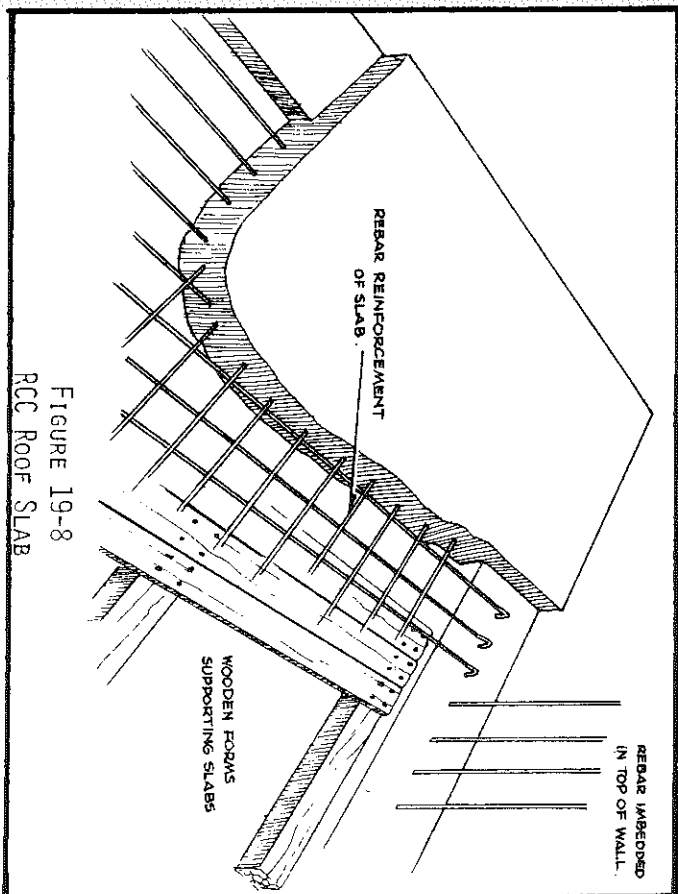 REBAR IMBEDDED
IN TOP OF WALL.
REBAR REINFORCEMENT
OF SLAB.
WOODEN FORMS
SUPPORTING SLABS
FIGURE 19-8
RCC ROOF SLAB